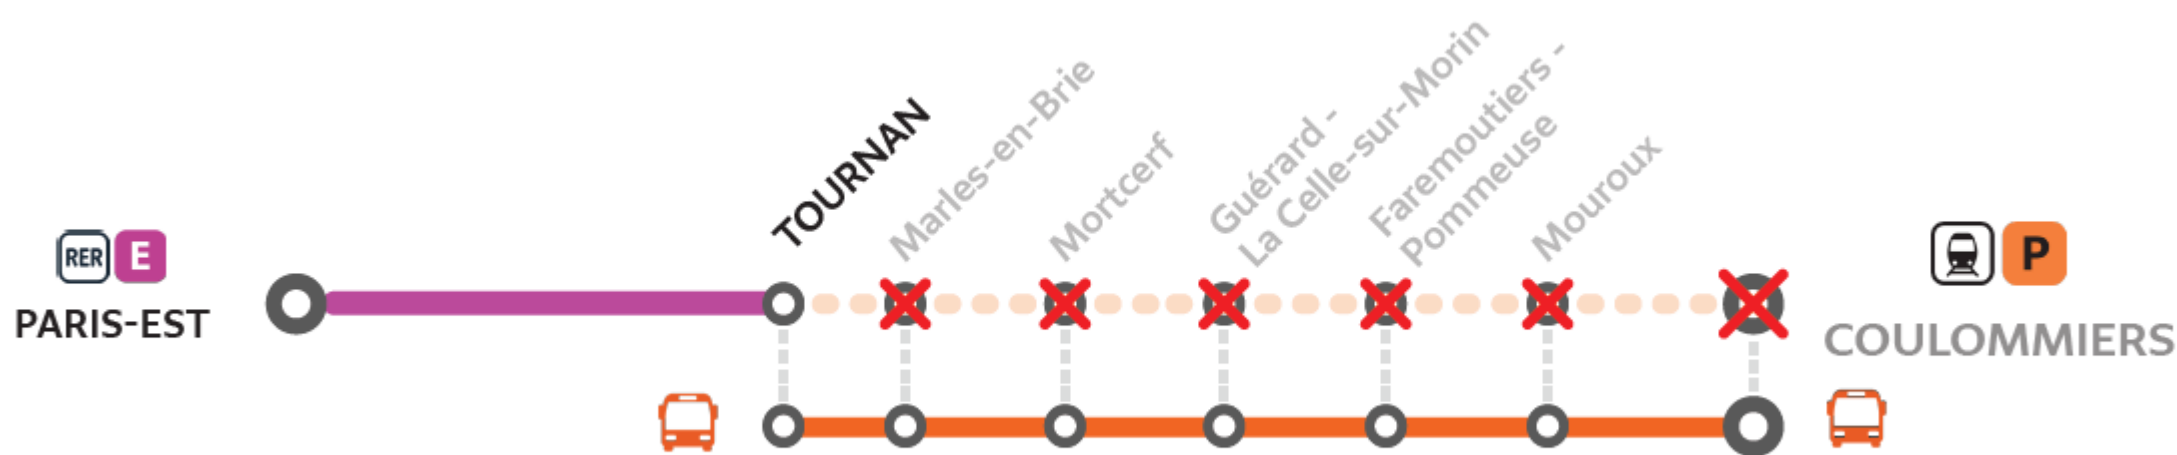 RER E
PARIS-EST
TOURNAN
Marles-en-Brie
Mortcerf
Guérard -
La Celle-sur-Morin
Faremoutiers -
Pommeuse
Mouroux
P
COULOMMIERS